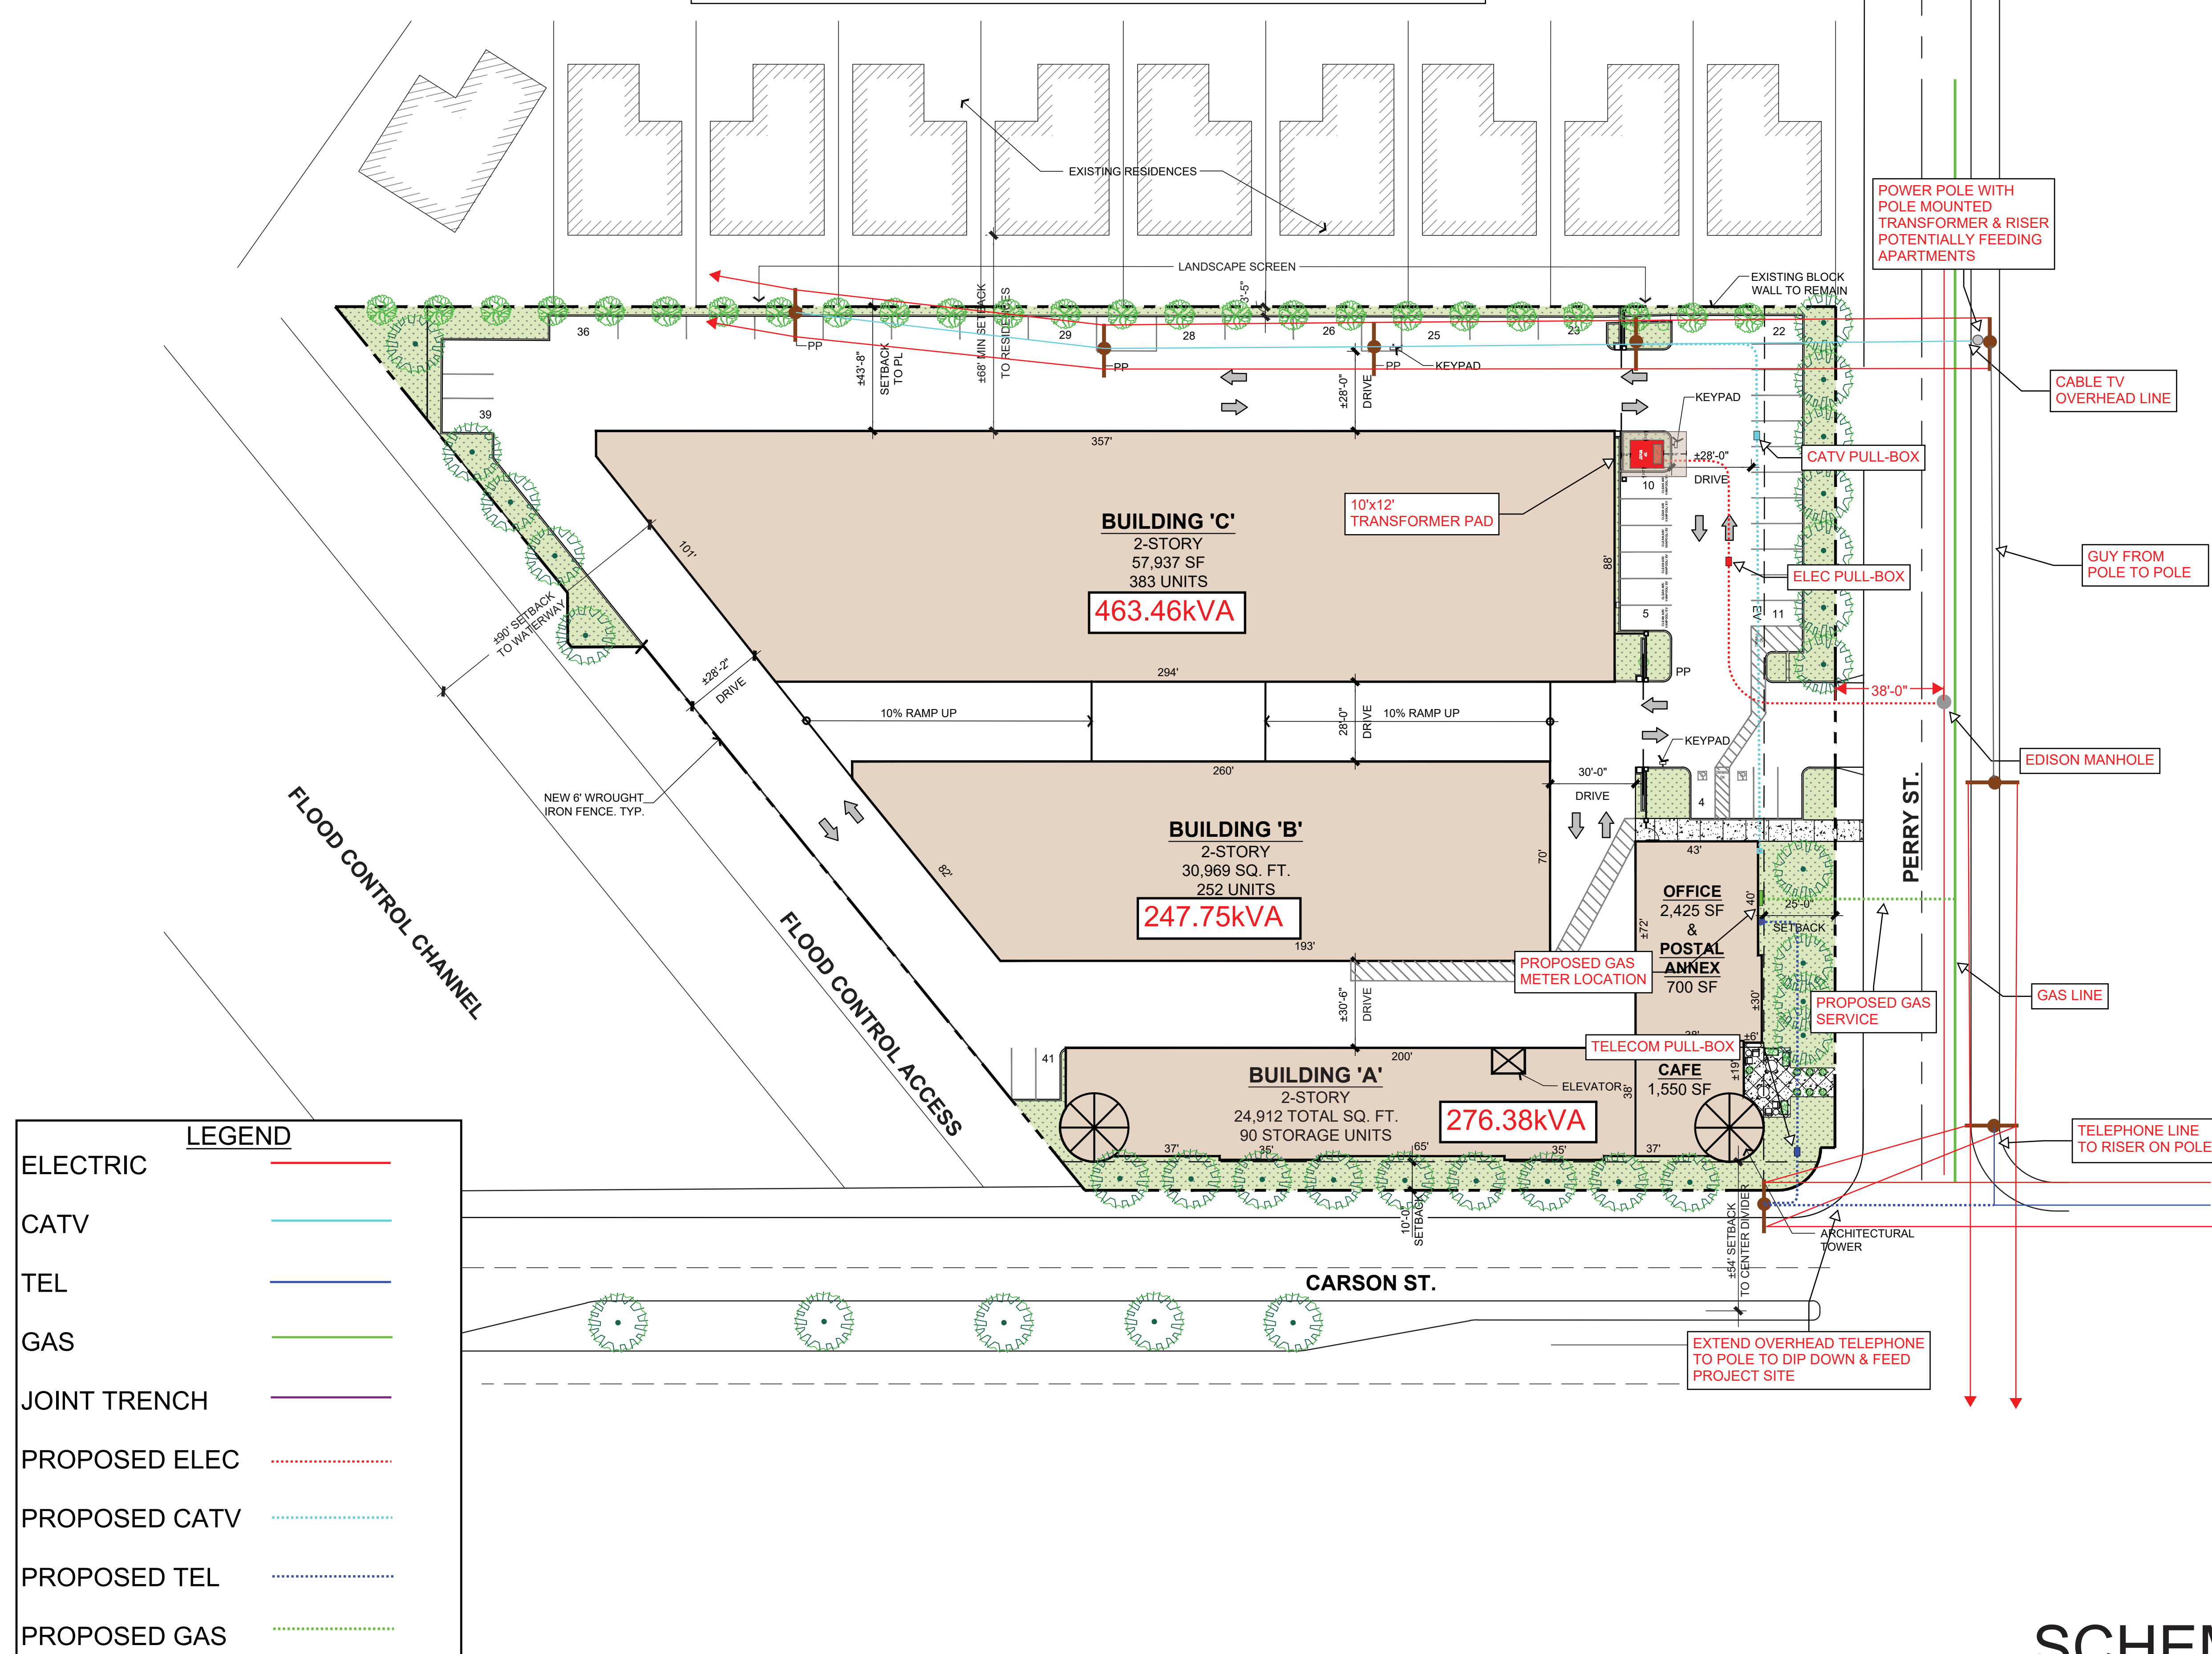 EXISTING RESIDENCES
LANDSCAPE SCREEN
EXISTING BLOCK
WALL TO REMAIN
POWER POLE WITH
POLE MOUNTED
TRANSFORMER & RISER
POTENTIALLY FEEDING
APARTMENTS
3'-5"
±68' MIN SETBACK
TO RESIDENCES
±43'-8"
SETBACK
TO PL
36
PP
29
PP
28
26
PP
25
KEYPAD
23
22
±28'-0"
DRIVE
39
CABLE TV
OVERHEAD LINE
KEYPAD
CATV PULL-BOX
±28'-0"
DRIVE
10
357'
10'x12'
TRANSFORMER PAD
BUILDING 'C'
2-STORY
57,937 SF
383 UNITS
463.46kVA
101'
88'
294'
ELEC PULL-BOX
GUY FROM
POLE TO POLE
5
EV
11
PP
±90' SETBACK
TO WATERWAY
±28'-2"
DRIVE
38'-0"
10% RAMP UP
28'-0"
DRIVE
10% RAMP UP
KEYPAD
EDISON MANHOLE
NEW 6' WROUGHT
IRON FENCE. TYP.
260'
30'-0"
DRIVE
4
BUILDING 'B'
2-STORY
30,969 SQ. FT.
252 UNITS
247.75kVA
82'
70'
193'
PERRY ST.
43'
OFFICE
2,425 SF
&
POSTAL
ANNEX
700 SF
40'
±72'
25'-0"
SETBACK
PROPOSED GAS
METER LOCATION
±30'
PROPOSED GAS
SERVICE
GAS LINE
FLOOD CONTROL CHANNEL
FLOOD CONTROL ACCESS
±30'-6"
DRIVE
38'
±6'
TELECOM PULL-BOX
41
200'
BUILDING 'A'
2-STORY
24,912 TOTAL SQ. FT.
90 STORAGE UNITS
276.38kVA
ELEVATOR
38'
CAFE
1,550 SF
±19'
37'
35'
65'
35'
37'
TELEPHONE LINE
TO RISER ON POLE
10'-0"
SETBACK
±54' SETBACK
TO CENTER DIVIDER
ARCHITECTURAL
TOWER
CARSON ST.
EXTEND OVERHEAD TELEPHONE
TO POLE TO DIP DOWN & FEED
PROJECT SITE
LEGEND
ELECTRIC
CATV
TEL
GAS
JOINT TRENCH
PROPOSED ELEC
PROPOSED CATV
PROPOSED TEL
PROPOSED GAS